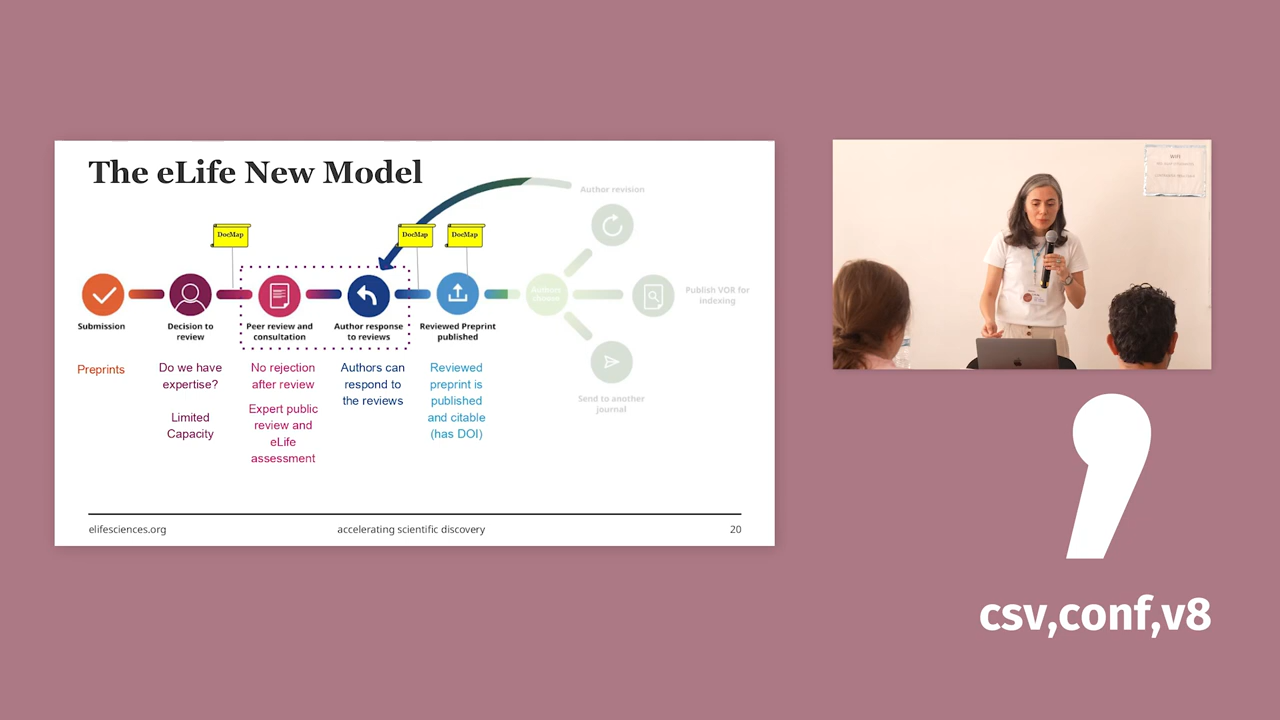 The eLife New Model
Author revision
DocMap
DocMap
DocMap
Authors
choose
Publish VOR for
indexing
Submission
Decision to
review
Peer review and
consultation
Author response
to reviews
Reviewed Preprint
published
Send to another
journal
Preprints
Do we have
expertise?
Limited
Capacity
No rejection
after review
Expert public
review and
eLife
assessment
Authors can
respond to
the reviews
Reviewed
preprint is
published
and citable
(has DOI)
elifesciences.org
accelerating scientific discovery
20
WIFI
csv,conf,v8